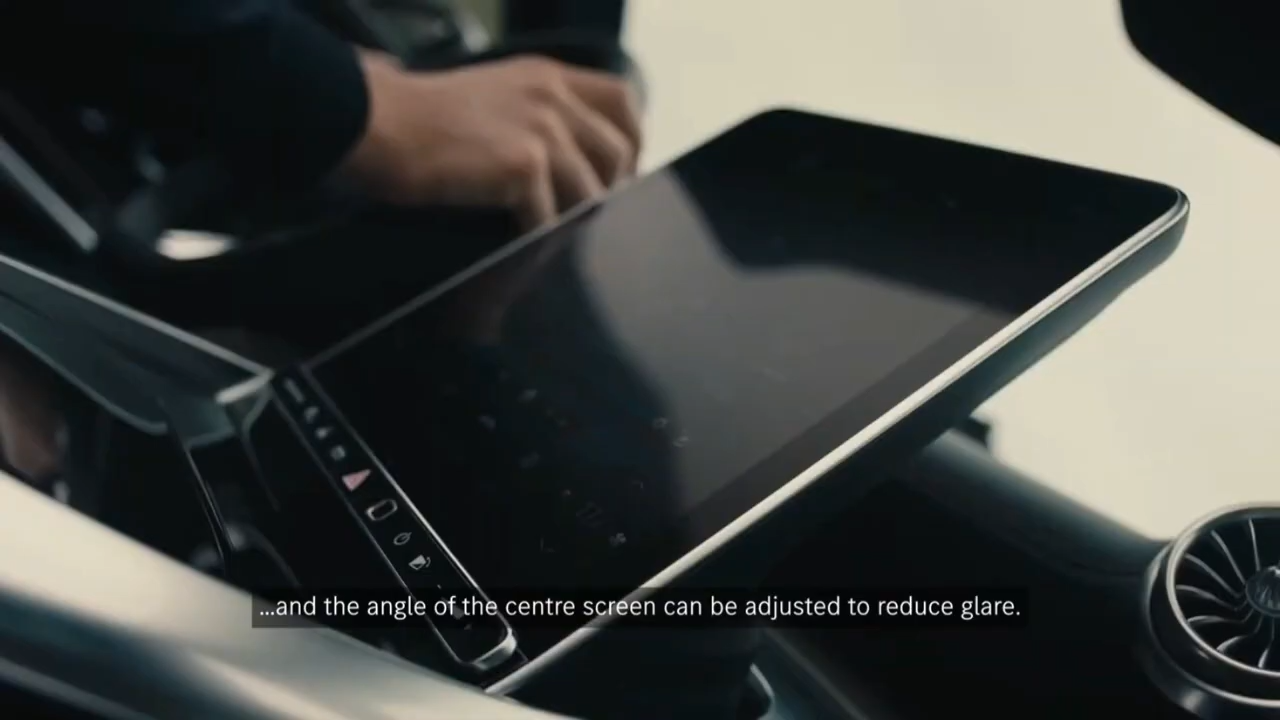 ...and the angle of the centre screen can be adjusted to reduce glare.